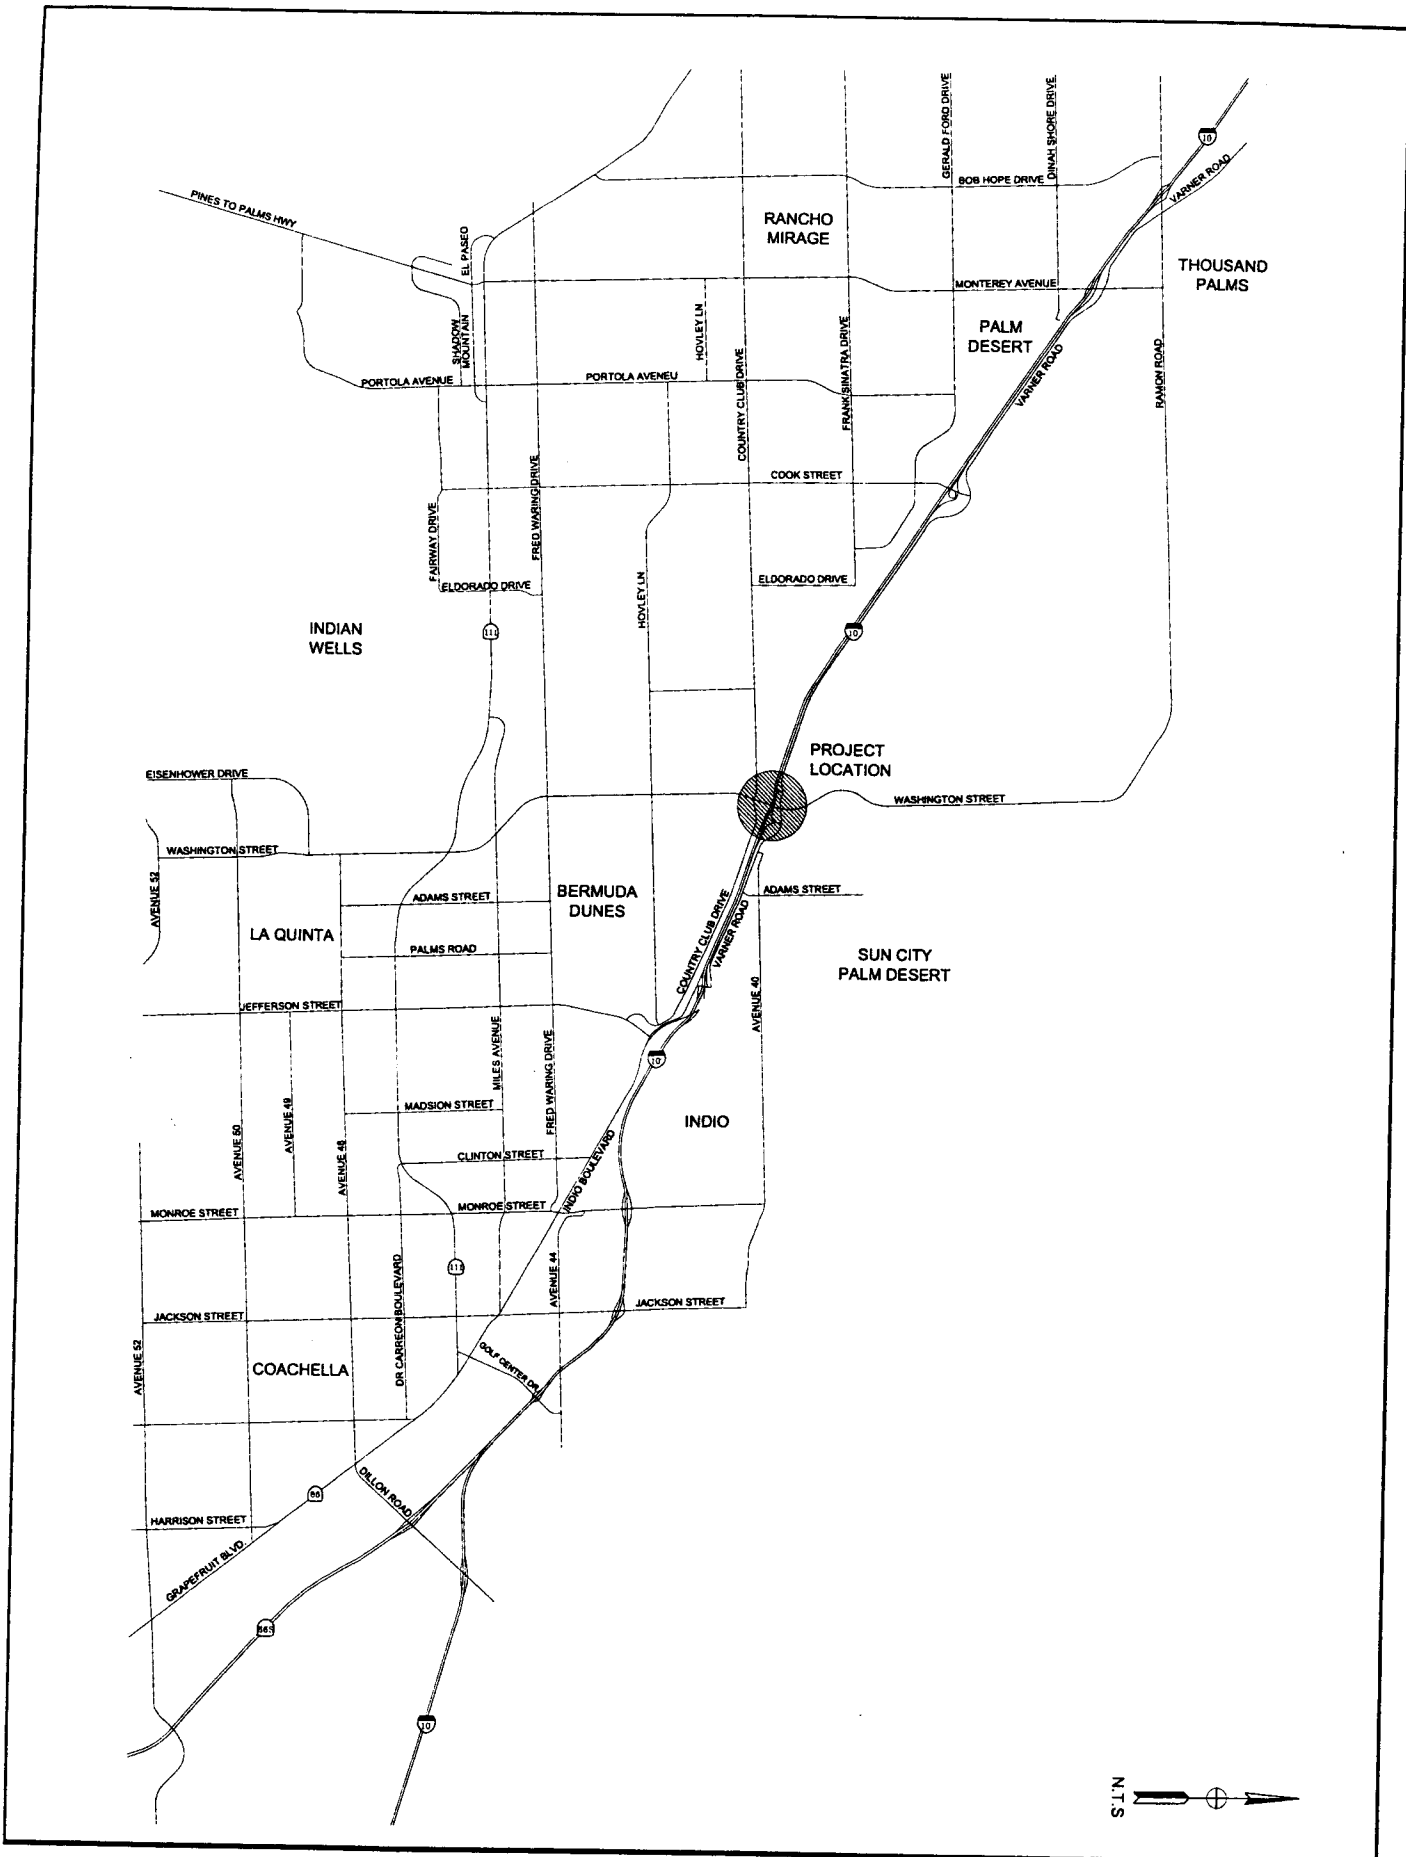 GERALD FORD DRIVE
DINAH SHORE DRIVE
10
VARNER ROAD
BOB HOPE DRIVE
PINES TO PALMS HWY
RANCHO
MIRAGE
EL PASEO
THOUSAND
PALMS
MONTEREY AVENUE
SHADOW
MOUNTAIN
HOVLEY LN
COUNTRY CLUB DRIVE
FRANK SINATRA DRIVE
PALM
DESERT
VARNER ROAD
RAMON ROAD
PORTOLA AVENUE
PORTOLA AVENEU
COOK STREET
FAIRWAY DRIVE
FRED WARING DRIVE
ELDORADO DRIVE
HOVLEY LN
ELDORADO DRIVE
INDIAN
WELLS
111
10
PROJECT
LOCATION
EISENHOWER DRIVE
WASHINGTON STREET
WASHINGTON STREET
AVENUE 52
ADAMS STREET
BERMUDA
DUNES
COUNTRY CLUB DRIVE
VARNER ROAD
ADAMS STREET
LA QUINTA
PALMS ROAD
SUN CITY
PALM DESERT
JEFFERSON STREET
AVENUE 40
MILES AVENUE
FRED WARING DRIVE
10
AVENUE 50
AVENUE 49
AVENUE 48
MADSION STREET
INDIO
CLINTON STREET
INDIO BOULEVARD
MONROE STREET
MONROE STREET
DR CARREON BOULEVARD
111
AVENUE 44
JACKSON STREET
JACKSON STREET
AVENUE 52
COACHELLA
GOLF CENTER DR.
DILLON ROAD
86
HARRISON STREET
GRAPEFRUIT BLVD.
86S
10
N.T.S